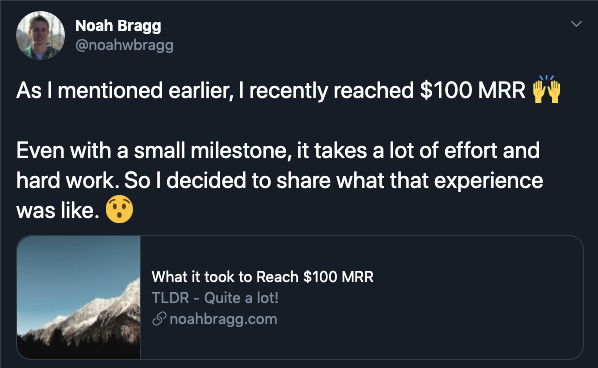 Noah Bragg
@noahwbragg
As I mentioned earlier, I recently reached $100 MRR 🙌
Even with a small milestone, it takes a lot of effort and
hard work. So I decided to share what that experience
was like. 😯
What it took to Reach $100 MRR
TLDR - Quite a lot!
noahbragg.com